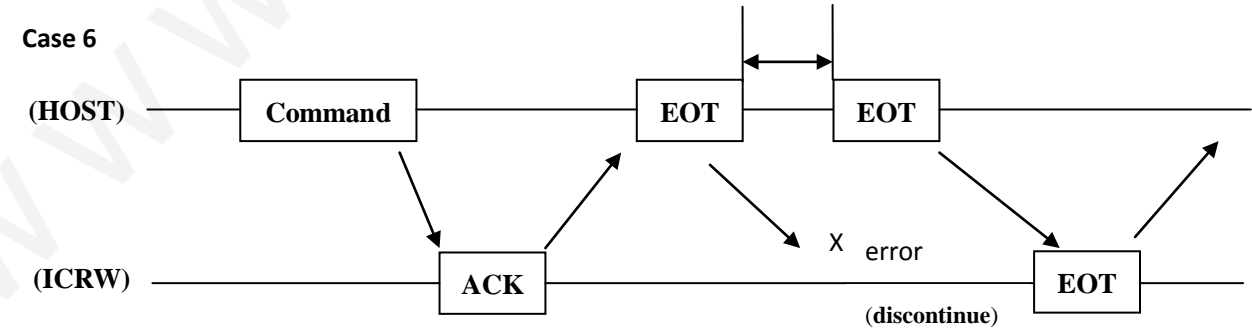 Case 6
(HOST) Command EOT EOT
X error
(ICRW) ACK EOT
(discontinue)